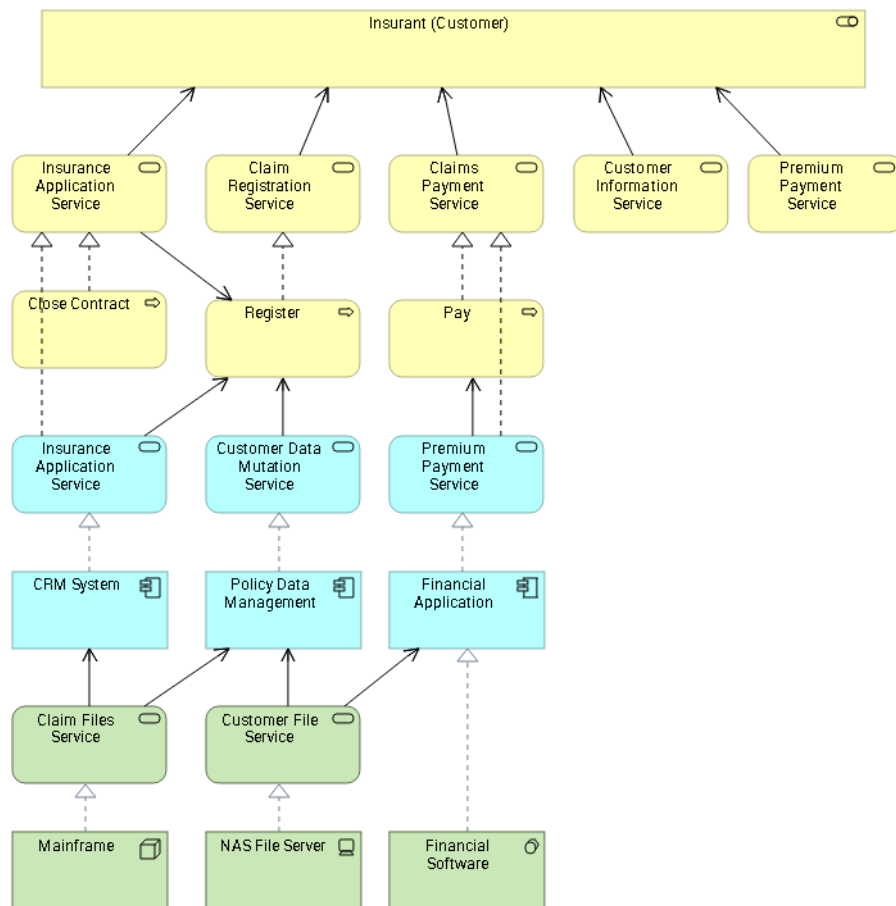 Insurant (Customer)
Insurance
Application
Service
Claim
Registration
Service
Claims
Payment
Service
Customer
Information
Service
Premium
Payment
Service
Close Contract
Register
Pay
Insurance
Application
Service
Customer Data
Mutation
Service
Premium
Payment
Service
CRM System
Policy Data
Management
Financial
Application
Claim Files
Service
Customer File
Service
Mainframe
NAS File Server
Financial
Software